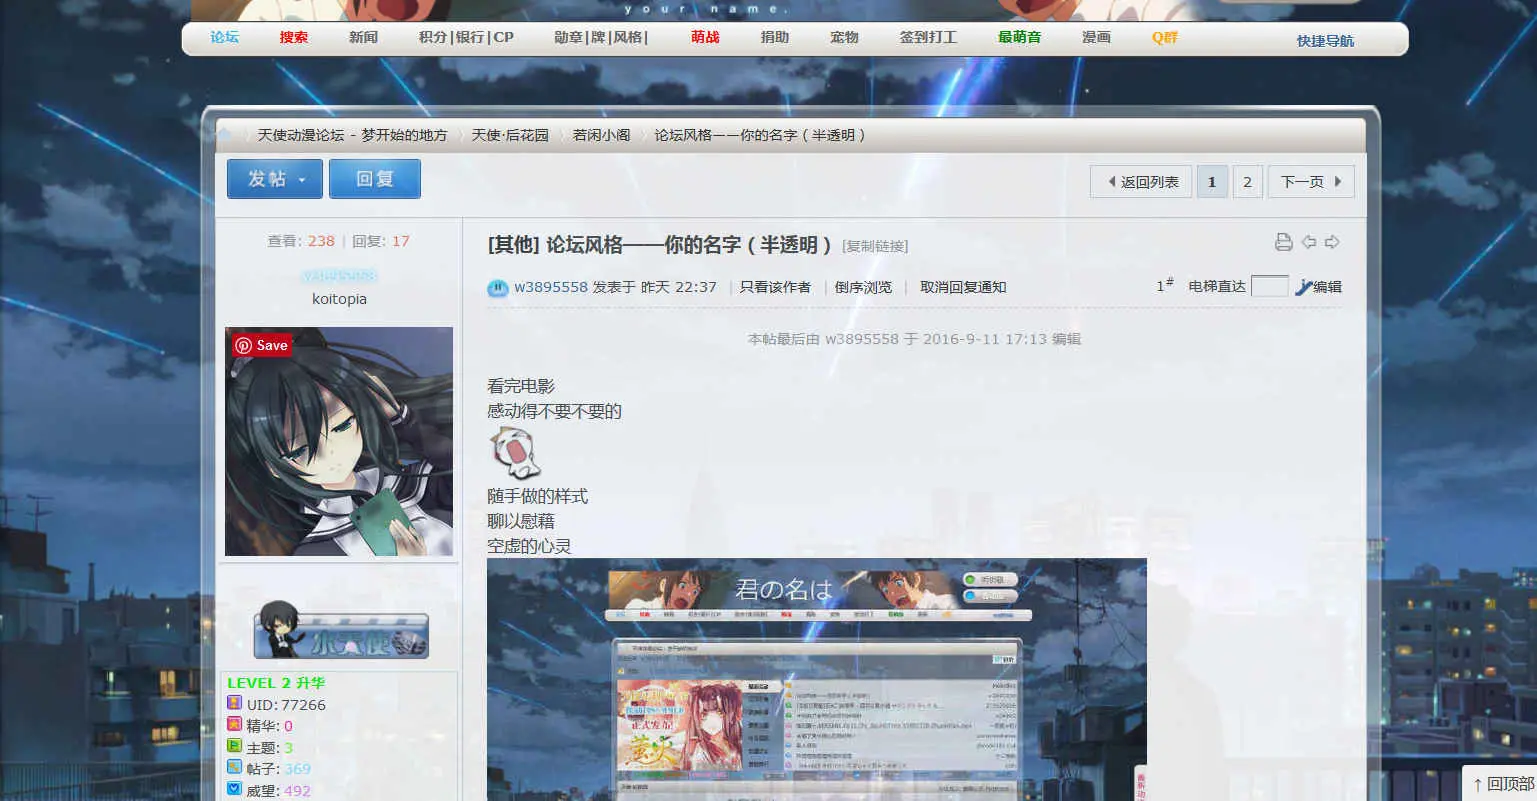 your name.
论坛 搜索 新闻 积分|银行|CP 勋章|牌|风格| 萌战 捐助 宠物 签到打工 最萌音 漫画 Q群 快捷导航
天使动漫论坛 - 梦开始的地方 天使·后花园 若闲小阁 论坛风格——你的名字（半透明）
发帖 回复 返回列表 1 2 下一页
查看: 238 | 回复: 17
[其他] 论坛风格——你的名字（半透明） [复制链接]
w3895558
koitopia
w3895558 发表于 昨天 22:37 | 只看该作者 | 倒序浏览 | 取消回复通知 1# 电梯直达 编辑
本帖最后由 w3895558 于 2016-9-11 17:13 编辑
Save
看完电影
感动得不要不要的
随手做的样式
聊以慰藉
空虚的心灵
君の名は
水天使
LEVEL 2 升华
UID: 77266
精华: 0
主题: 3
帖子: 369
威望: 492
正式发布
萤火
↑回顶部